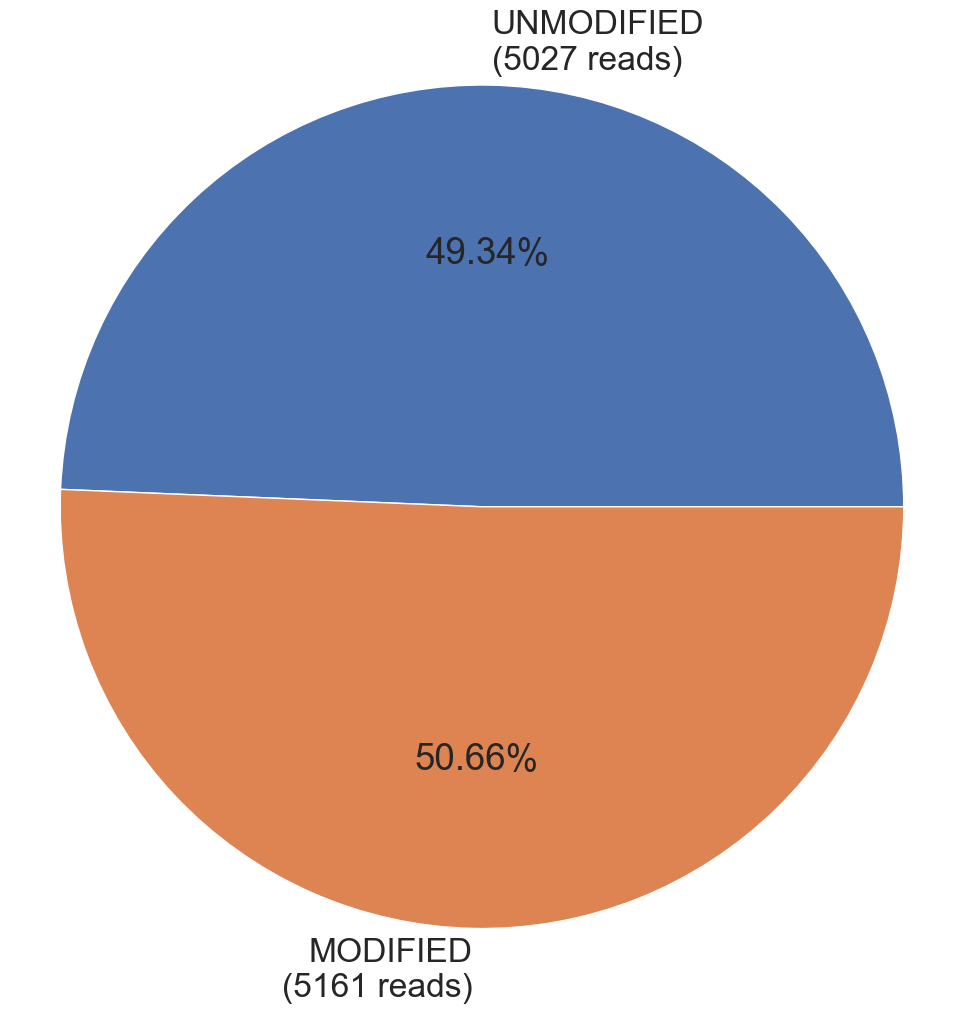 UNMODIFIED
(5027 reads)
49.34%
50.66%
MODIFIED
(5161 reads)